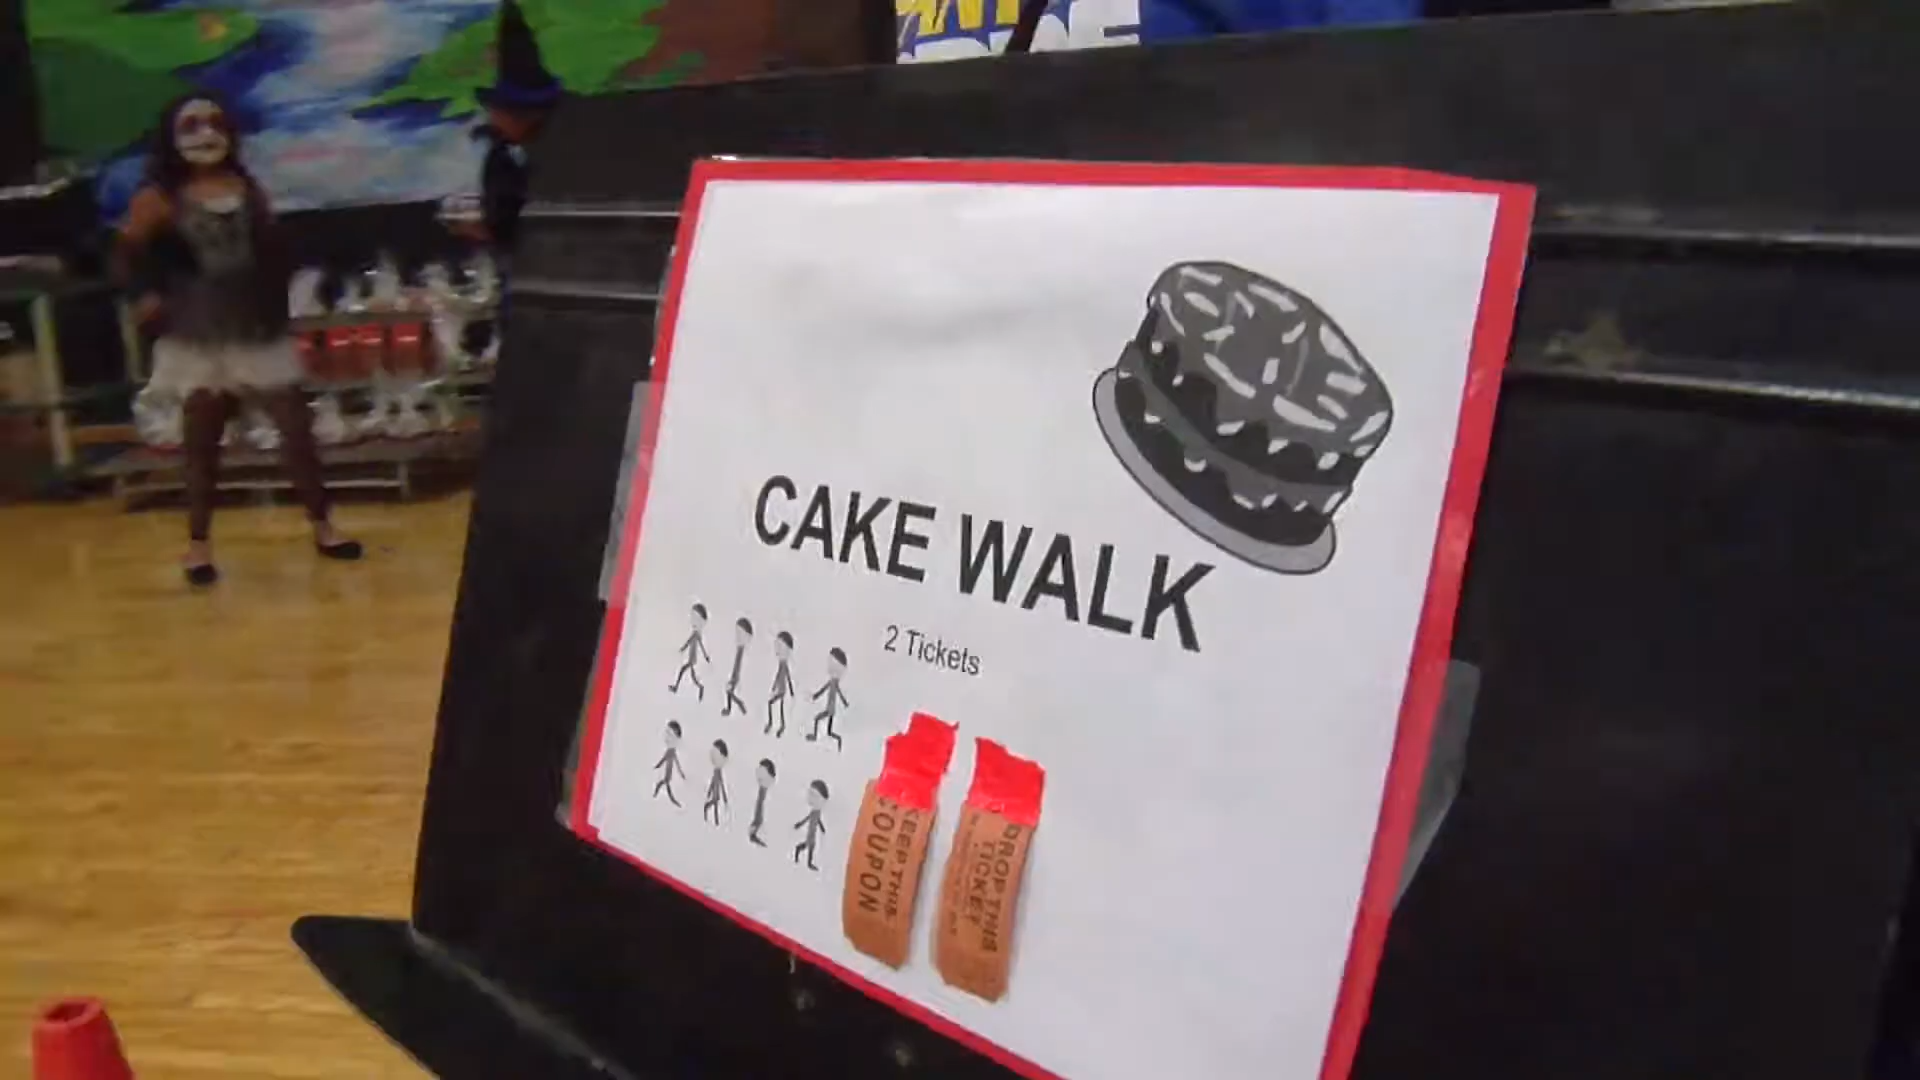 CAKE WALK
2 Tickets
KEEP THIS
COUPON
DROP THIS
TICKET